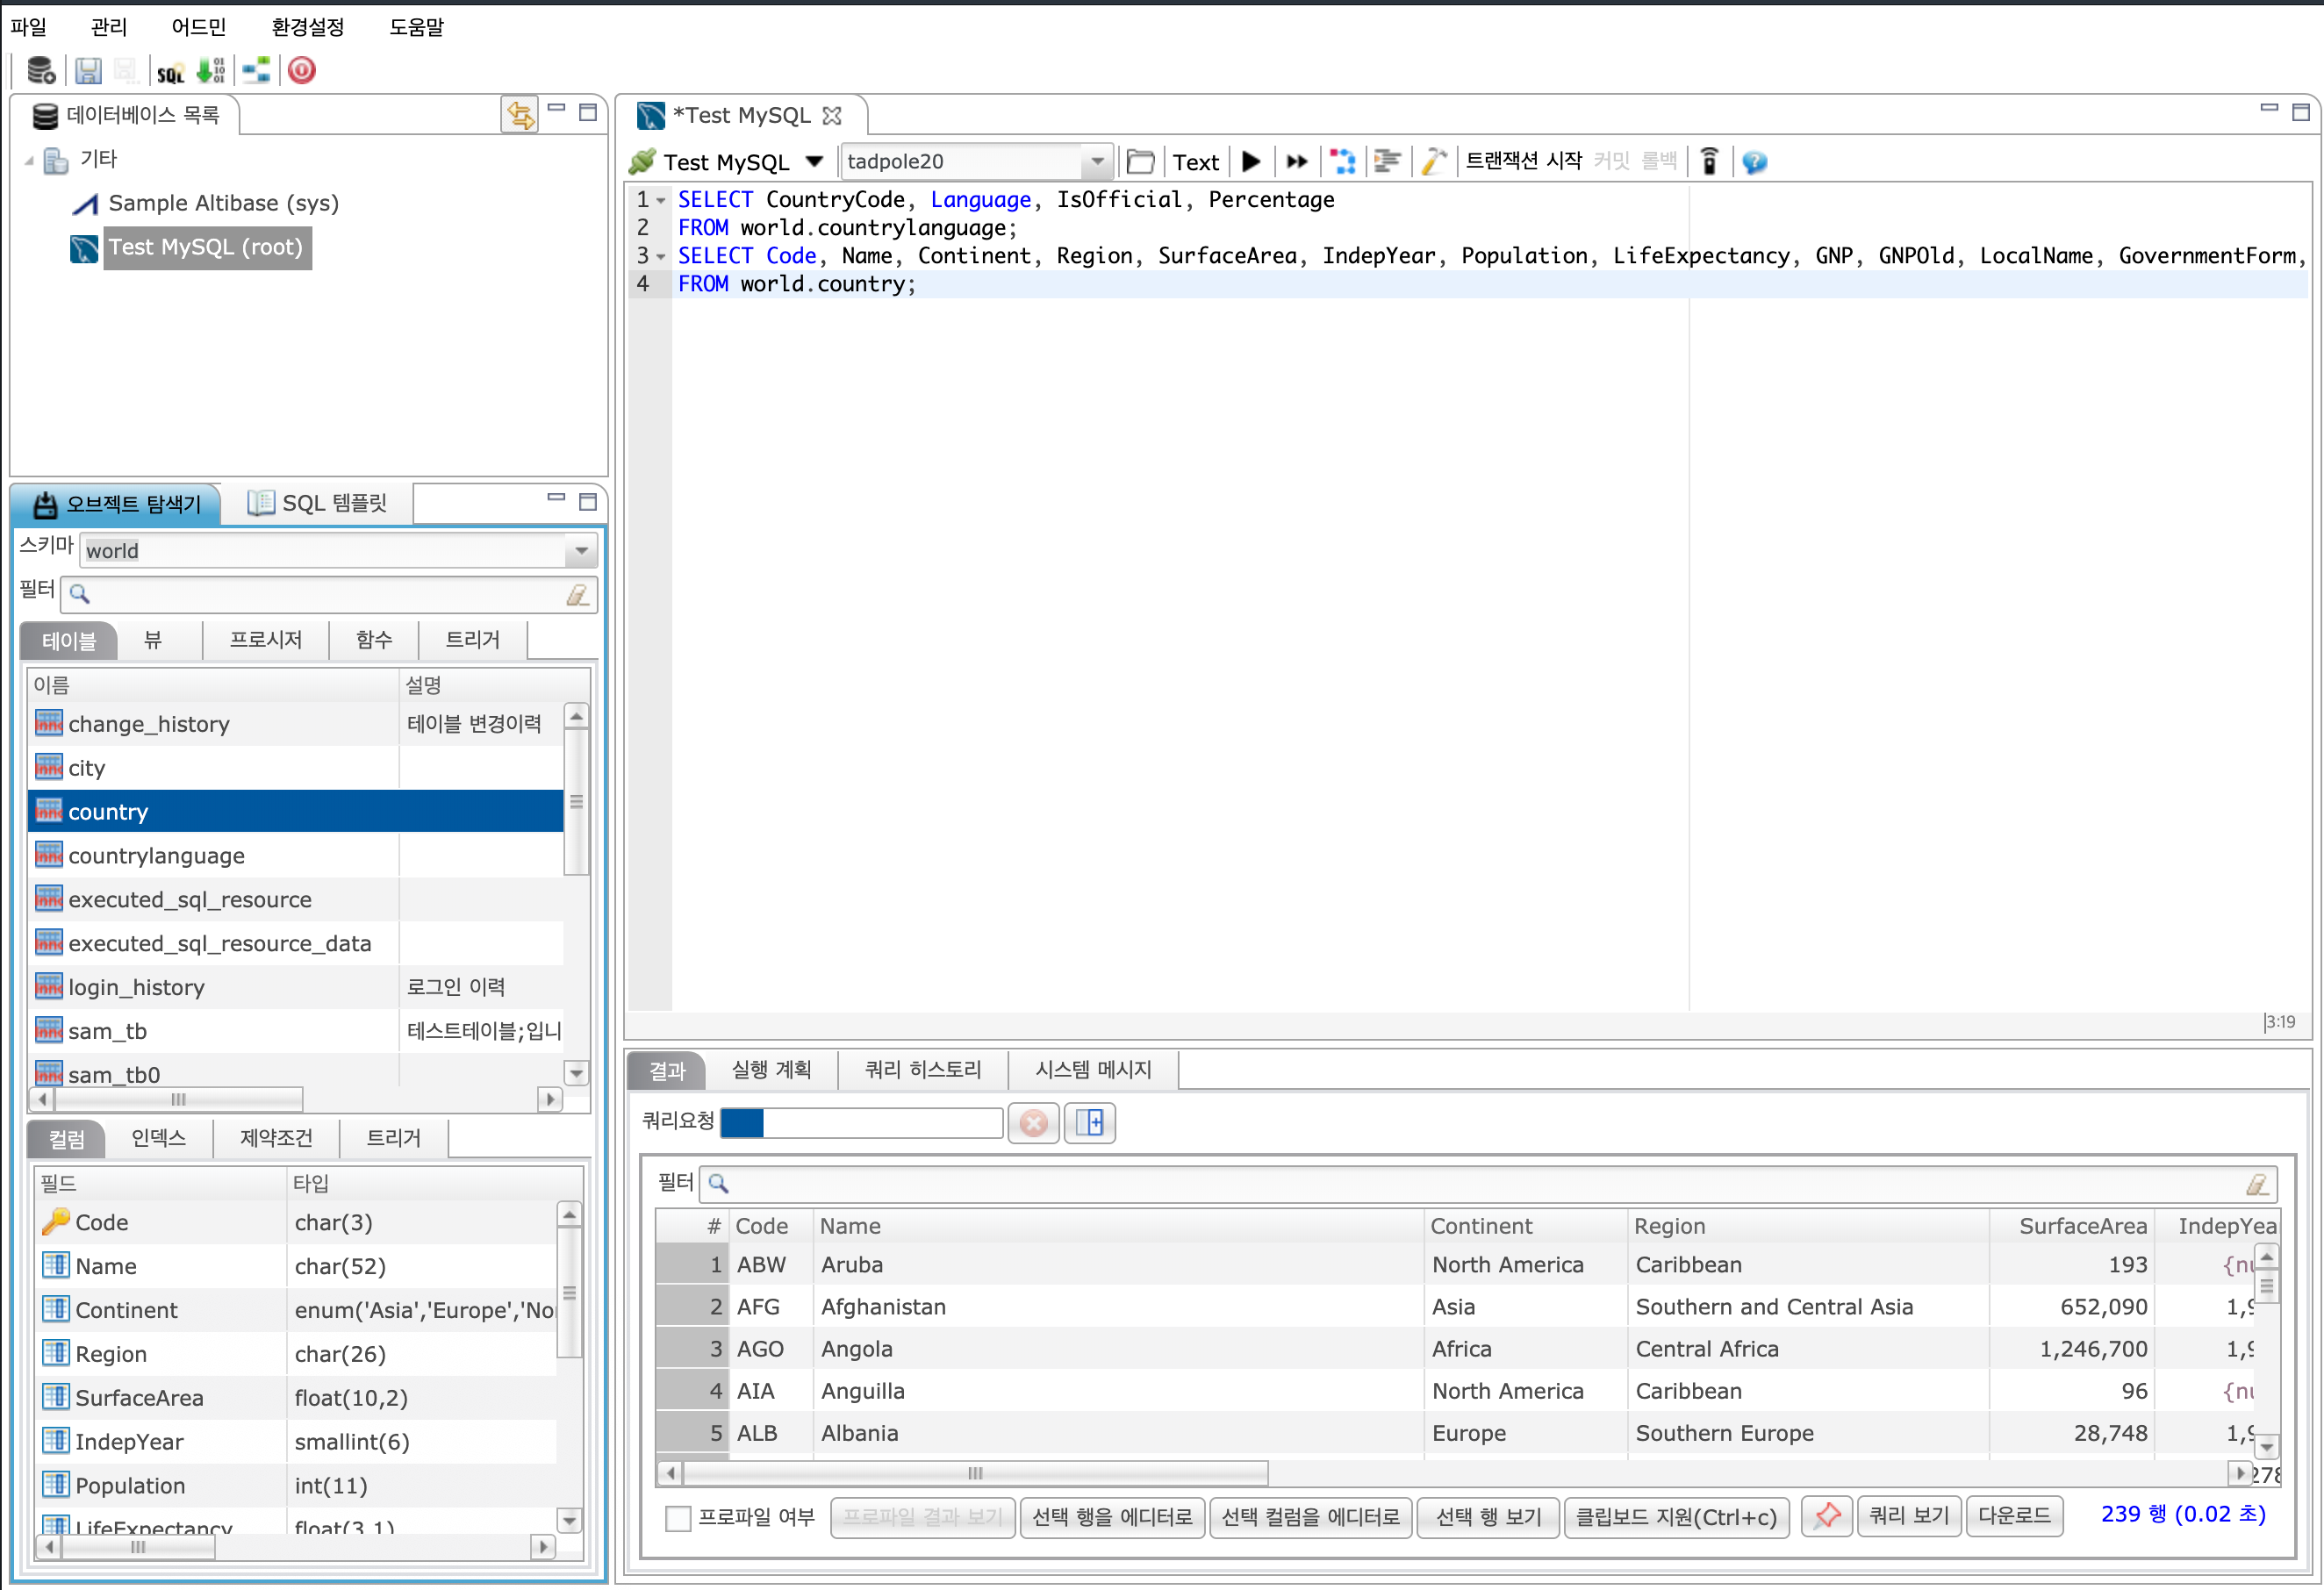 파일 관리 어드민 환경설정 도움말
SQL
데이터베이스 목록
기타
Sample Altibase (sys)
Test MySQL (root)
오브젝트 탐색기 SQL 템플릿
스키마 world
필터
테이블 뷰 프로시저 함수 트리거
이름 설명
change_history 테이블 변경이력
city
country
countrylanguage
executed_sql_resource
executed_sql_resource_data
login_history 로그인 이력
sam_tb 테스트테이블;입니
sam_tb0
컬럼 인덱스 제약조건 트리거
필드 타입
Code char(3)
Name char(52)
Continent enum('Asia','Europe','Nor
Region char(26)
SurfaceArea float(10,2)
IndepYear smallint(6)
Population int(11)
LifeExpectancy float(3,1)
*Test MySQL
Test MySQL tadpole20 Text 트랜잭션 시작 커밋 롤백
1 SELECT CountryCode, Language, IsOfficial, Percentage
2 FROM world.countrylanguage;
3 SELECT Code, Name, Continent, Region, SurfaceArea, IndepYear, Population, LifeExpectancy, GNP, GNPOld, LocalName, GovernmentForm,
4 FROM world.country;
3:19
결과 실행 계획 쿼리 히스토리 시스템 메시지
쿼리요청
필터
# Code Name Continent Region SurfaceArea IndepYea
1 ABW Aruba North America Caribbean 193 {nu
2 AFG Afghanistan Asia Southern and Central Asia 652,090 1,9
3 AGO Angola Africa Central Africa 1,246,700 1,9
4 AIA Anguilla North America Caribbean 96 {nu
5 ALB Albania Europe Southern Europe 28,748 1,9
278
프로파일 여부 프로파일 결과 보기 선택 행을 에디터로 선택 컬럼을 에디터로 선택 행 보기 클립보드 지원(Ctrl+c) 쿼리 보기 다운로드 239 행 (0.02 초)